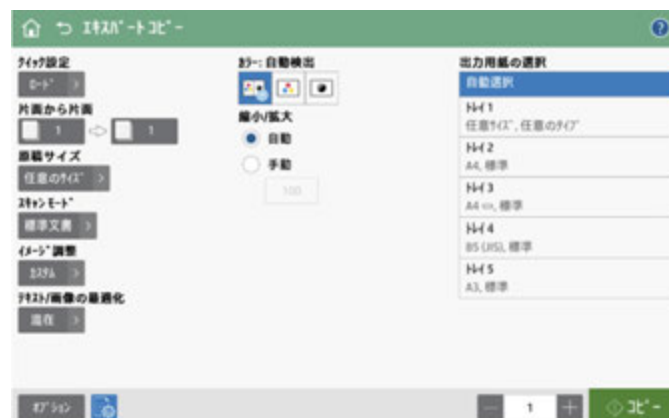 エキスパートコピー
クイック設定
ロード
片面から片面
1
1
原稿サイズ
任意のサイズ
スキャンモード
標準文書
イメージ調整
カスタム
テキスト/画像の最適化
混在
カラー: 自動検出
縮小/拡大
自動
手動
100
出力用紙の選択
自動選択
トレイ 1
任意サイズ, 任意のタイプ
トレイ 2
A4, 標準
トレイ 3
A4, 標準
トレイ 4
B5 (JIS), 標準
トレイ 5
A3, 標準
オプション
1
コピー